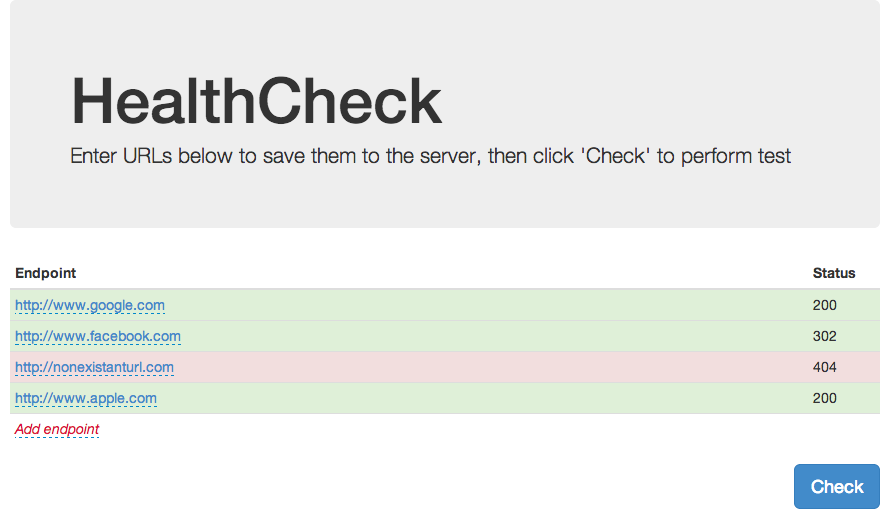 HealthCheck
Enter URLs below to save them to the server, then click 'Check' to perform test
Endpoint Status
http://www.google.com 200
http://www.facebook.com 302
http://nonexistanturl.com 404
http://www.apple.com 200
Add endpoint
Check